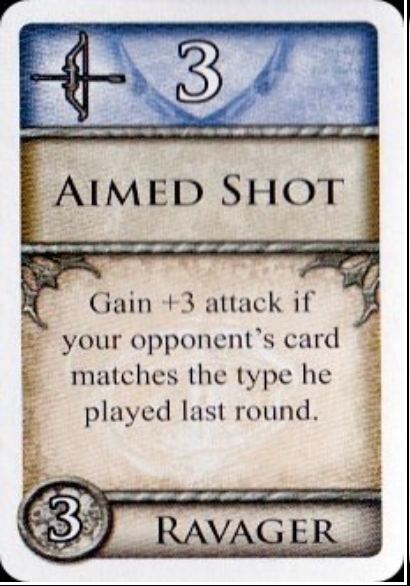 3
AIMED SHOT
Gain +3 attack if
your opponent's card
matches the type he
played last round.
3
RAVAGER